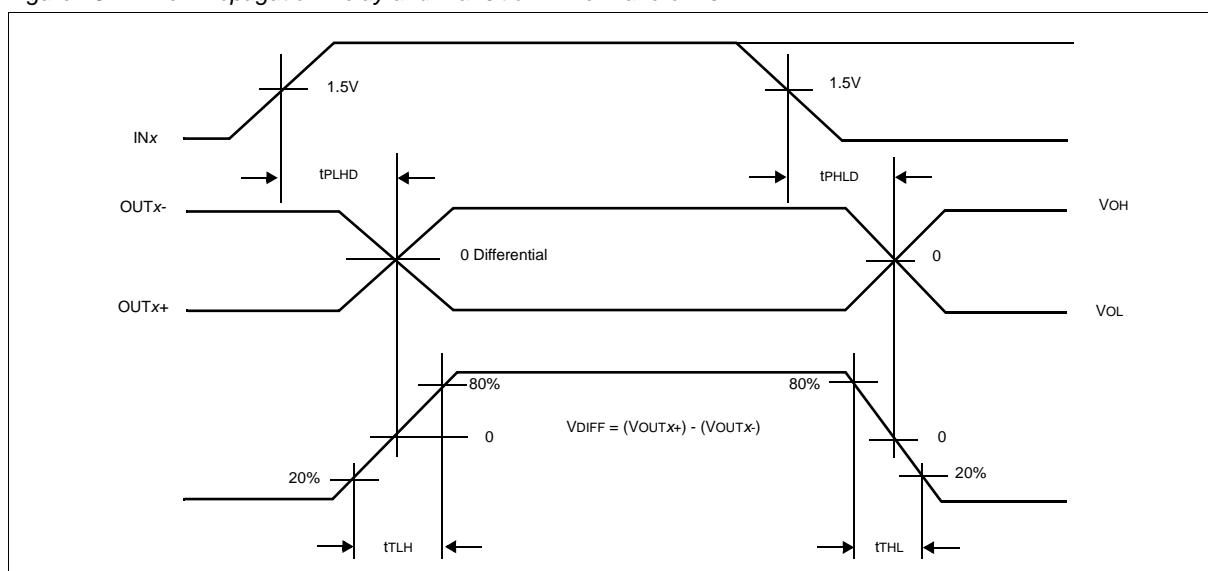 1.5V
1.5V
INx
tPLHD
tPHLD
OUTx-
VOH
0 Differential
0
OUTx+
VOL
80%
80%
0
VDIFF = (VOUTx+) - (VOUTx-)
0
20%
20%
tTLH
tTHL